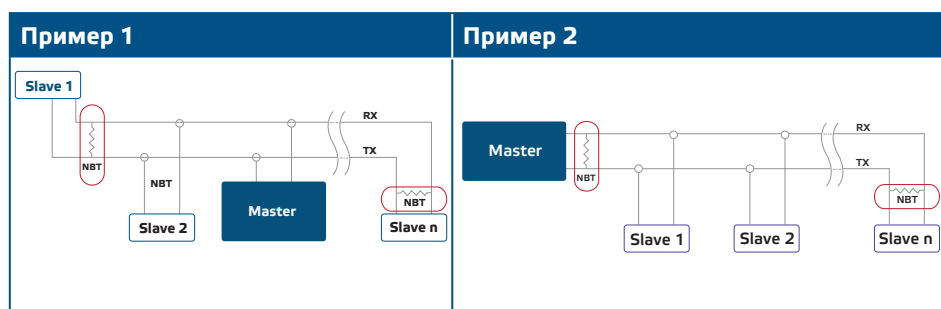 Пример 1
Slave 1
RX
TX
NBT
NBT
NBT
Slave 2
Master
Slave n
Пример 2
Master
RX
TX
NBT
NBT
Slave 1
Slave 2
Slave n